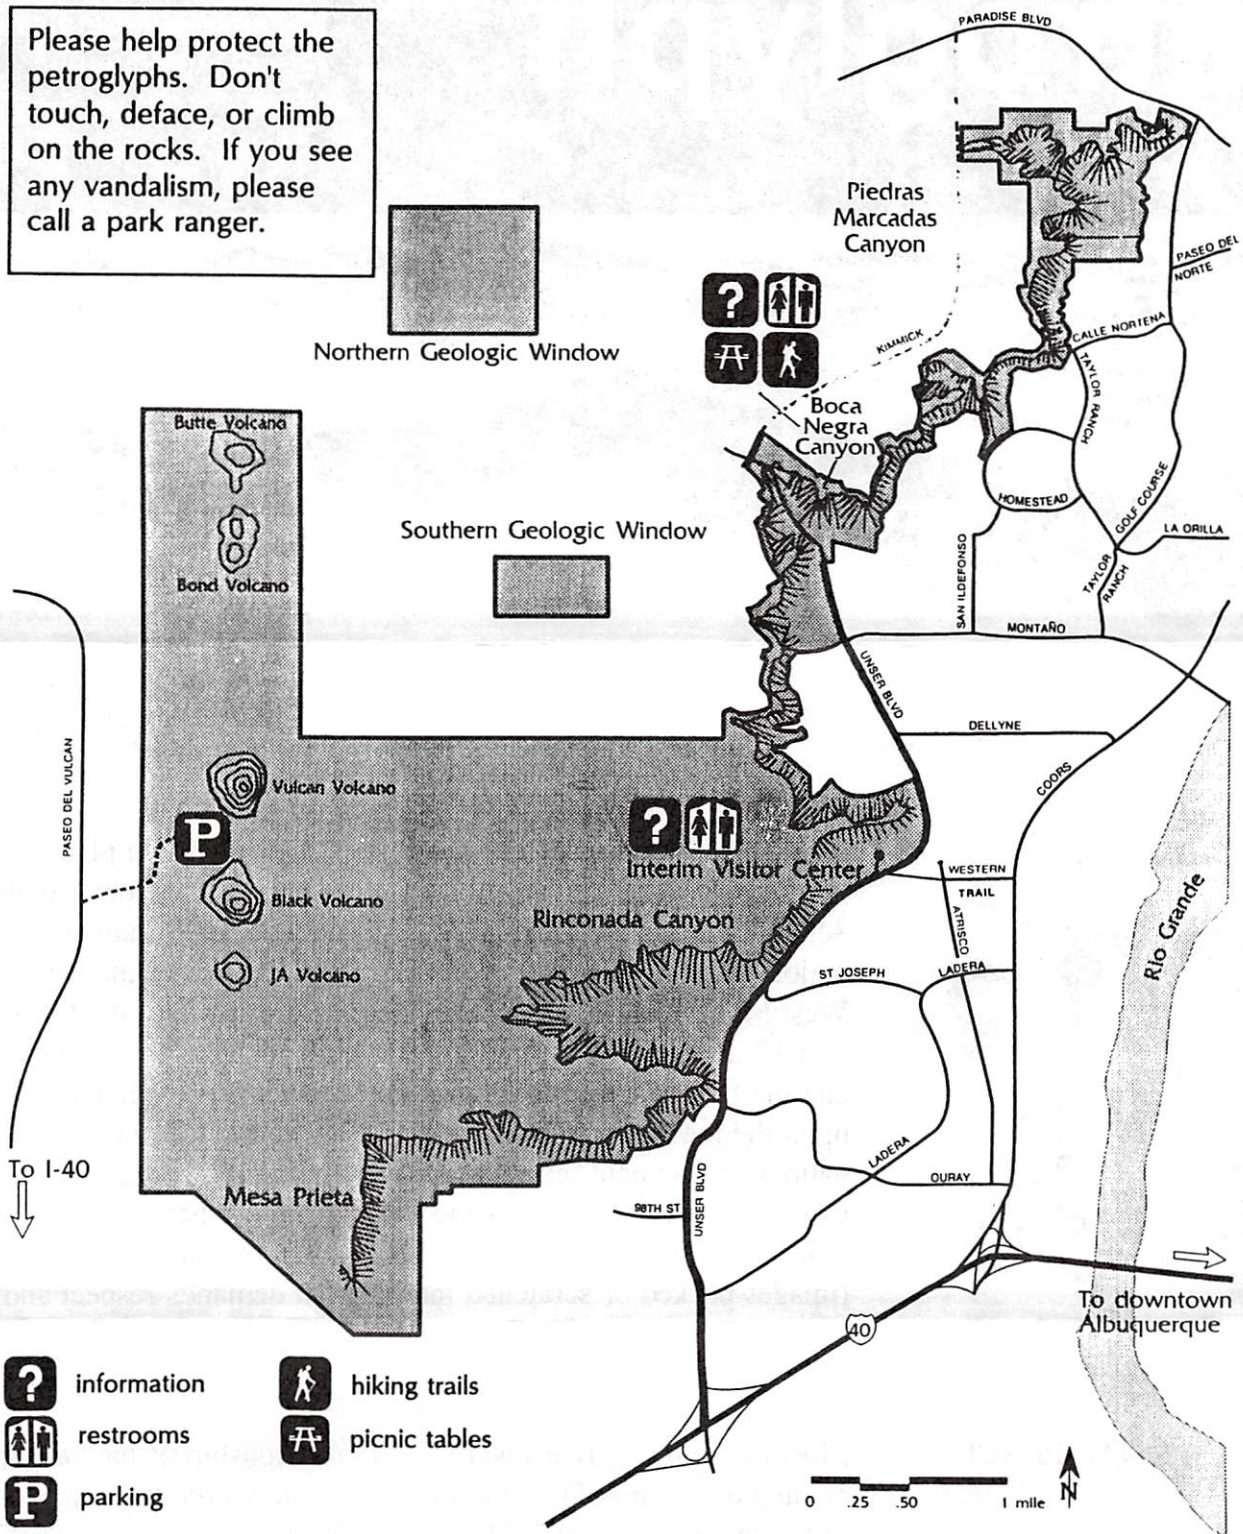 Please help protect the
petroglyphs. Don't
touch, deface, or climb
on the rocks. If you see
any vandalism, please
call a park ranger.
PARADISE BLVD
Piedras
Marcadas
Canyon
PASEO DEL
NORTE
?
Northern Geologic Window
KIMMICK
CALLE NORTENA
TAYLOR RANCH
Boca
Negra
Canyon
Butte Volcano
HOMESTEAD
GOLF COURSE
LA ORILLA
Southern Geologic Window
Bond Volcano
SAN ILDEFONSO
TAYLOR
RANCH
MONTAÑO
UNSER BLVD
DELLYNE
COORS
PASEO DEL VULCAN
Vulcan Volcano
P
?
Interim Visitor Center
WESTERN
TRAIL
ATRISCO
Black Volcano
Rinconada Canyon
Rio Grande
JA Volcano
ST JOSEPH
LADERA
To I-40
LADERA
OURAY
Mesa Prieta
98TH ST
UNSER BLVD
To downtown
Albuquerque
40
? information
hiking trails
restrooms
picnic tables
P parking
0 .25 .50 1 mile
N